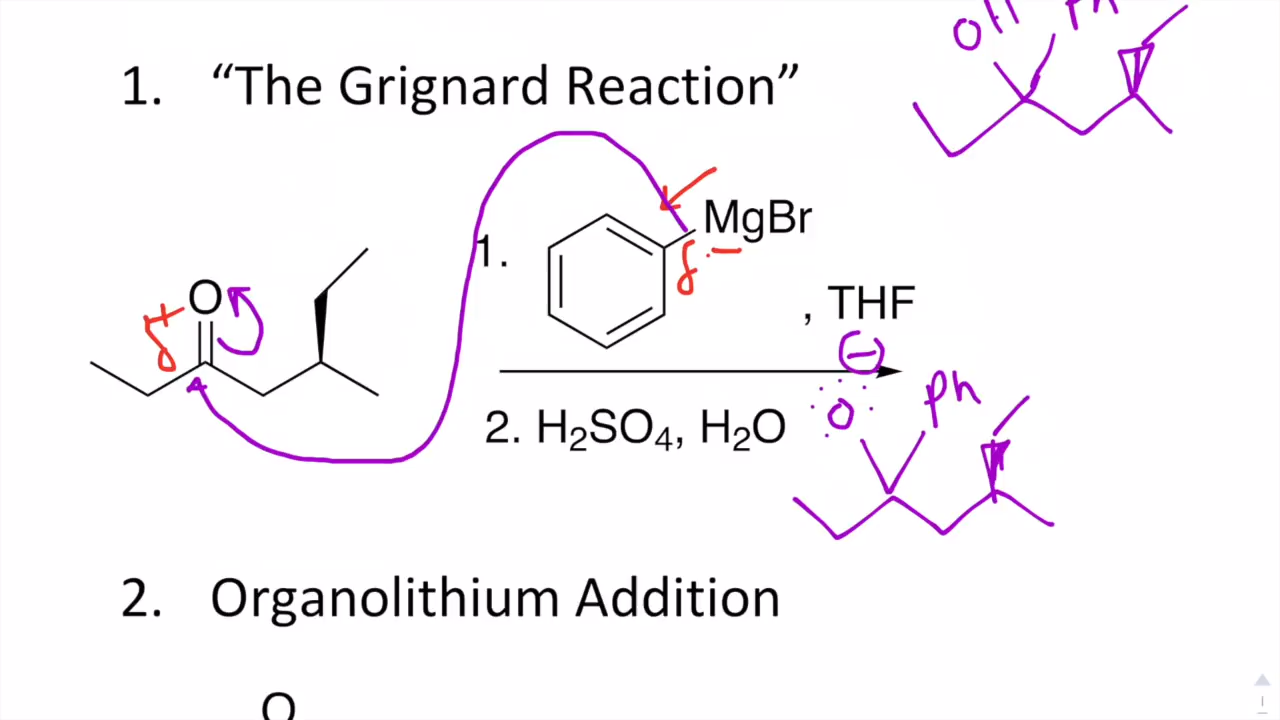 OH Ph
1. “The Grignard Reaction”
MgBr
1.
δ-
O
δ+
, THF
⊖
O Ph
2. H₂SO₄, H₂O
2. Organolithium Addition
O